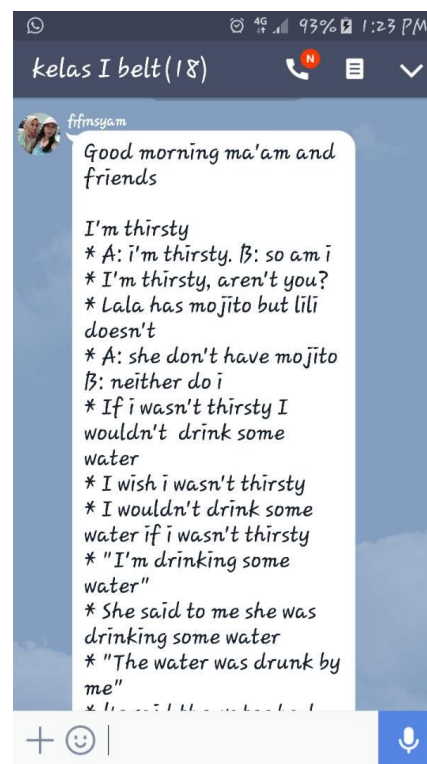 4G 93% 1:23 PM
kelas I belt(18) N
fifmsyam
Good morning ma'am and
friends
I'm thirsty
* A: i'm thirsty. B: so am i
* I'm thirsty, aren't you?
* Lala has mojito but lili
doesn't
* A: she don't have mojito
B: neither do i
* If i wasn't thirsty I
wouldn't drink some
water
* I wish i wasn't thirsty
* I wouldn't drink some
water if i wasn't thirsty
* "I'm drinking some
water"
* She said to me she was
drinking some water
* "The water was drunk by
me"